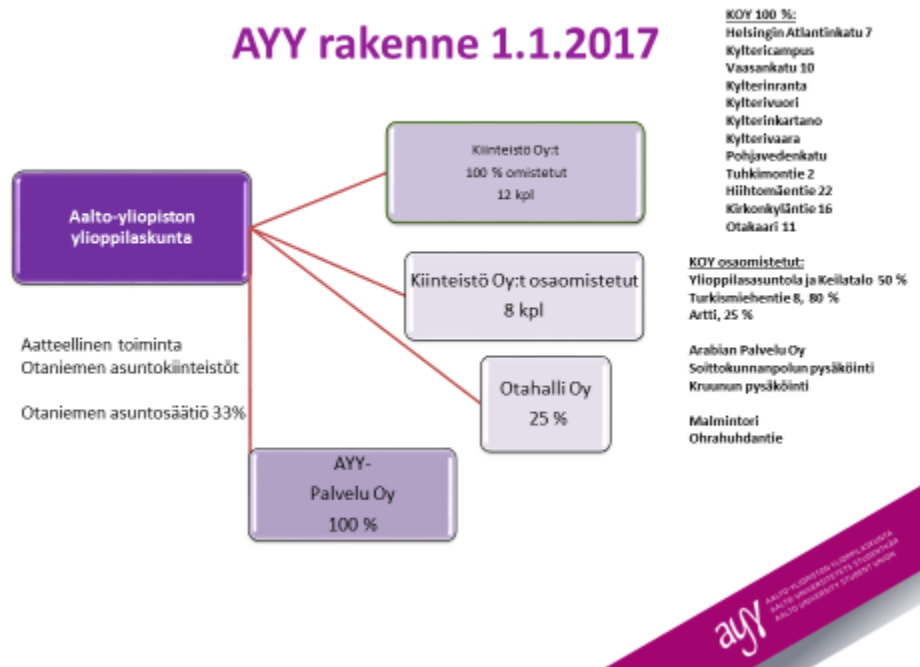 AYY rakenne 1.1.2017
Aalto-yliopiston
ylioppilaskunta
Aatteellinen toiminta
Otaniemen asuntokiinteistöt
Otaniemen asuntosäätiö 33%
Kiinteistö Oy:t
100 % omistetut
12 kpl
Kiinteistö Oy:t osaomistetut
8 kpl
Otahalli Oy
25 %
AYY-
Palvelu Oy
100 %
KOY 100 %:
Helsingin Atlantinkatu 7
Kyltericampus
Vaasankatu 10
Kylterinranta
Kylterivuori
Kylterinkartano
Kylterivaara
Pohjavedenkatu
Tuhkimontie 2
Hiihtomäentie 22
Kirkonkyläntie 16
Otakaari 11
KOY osaomistetut:
Ylioppilasasuntola ja Keilatalo 50 %
Turkismiehentie 8, 80 %
Artti, 25 %
Arabian Palvelu Oy
Soittokunnanpolun pysäköinti
Kruunun pysäköinti
Malmintori
Ohrahuhdantie
ayy
AALTO-YLIOPISTON YLIOPPILASKUNTA
AALTO-UNIVERSITETETS STUDENTKÅR
AALTO UNIVERSITY STUDENT UNION